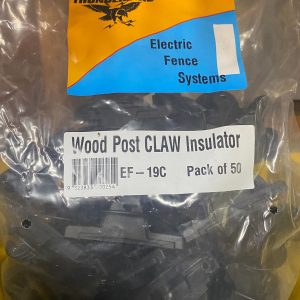 Electric
Fence
Systems
Wood Post CLAW Insulator
EF-19C Pack of 50